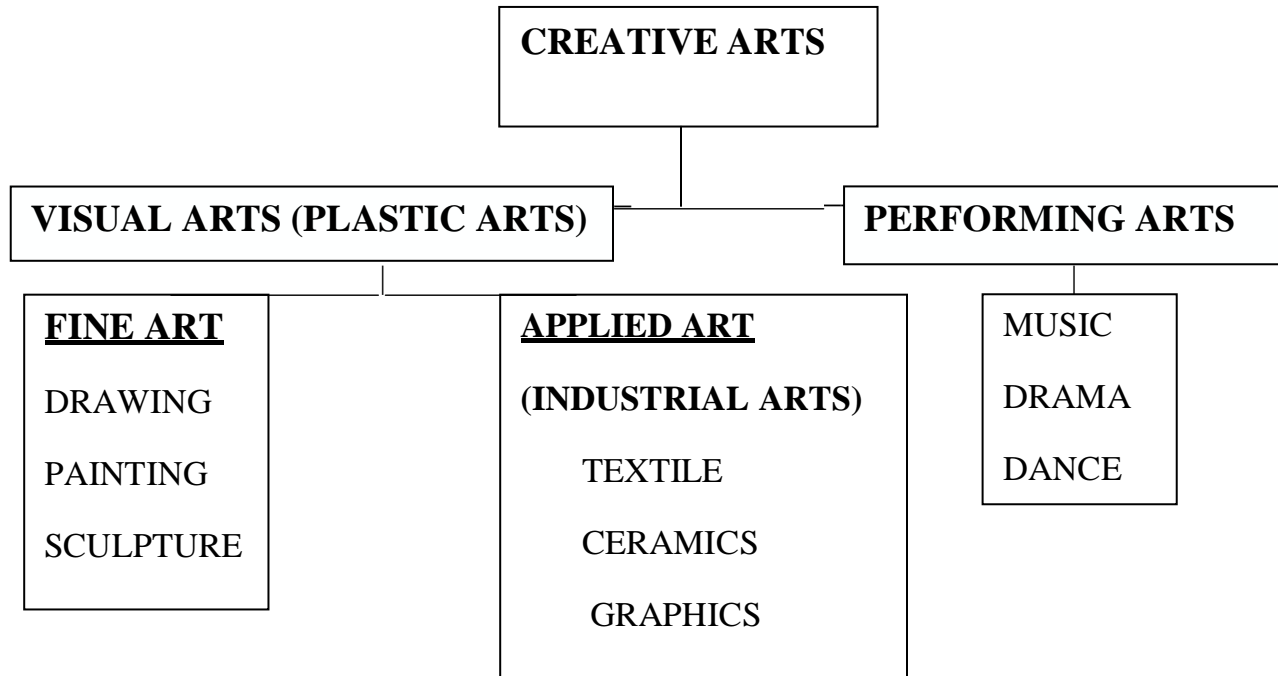 CREATIVE ARTS
VISUAL ARTS (PLASTIC ARTS)
PERFORMING ARTS
FINE ART
DRAWING
PAINTING
SCULPTURE
APPLIED ART
(INDUSTRIAL ARTS)
TEXTILE
CERAMICS
GRAPHICS
MUSIC
DRAMA
DANCE